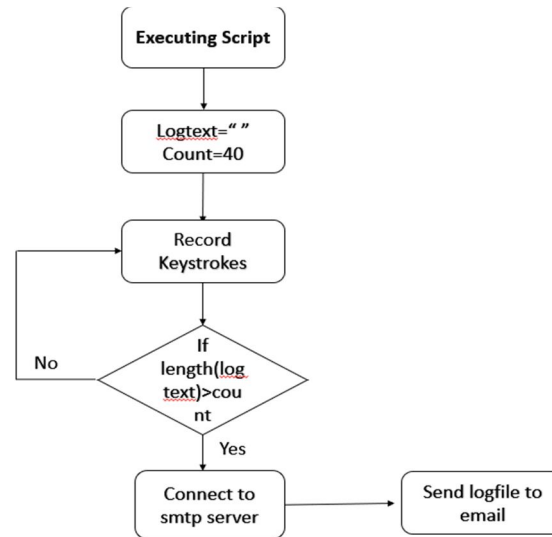 Executing Script
Logtext=“ ”
Count=40
Record
Keystrokes
If
length(log
text)>cou
nt
No
Yes
Connect to
smtp server
Send logfile to
email